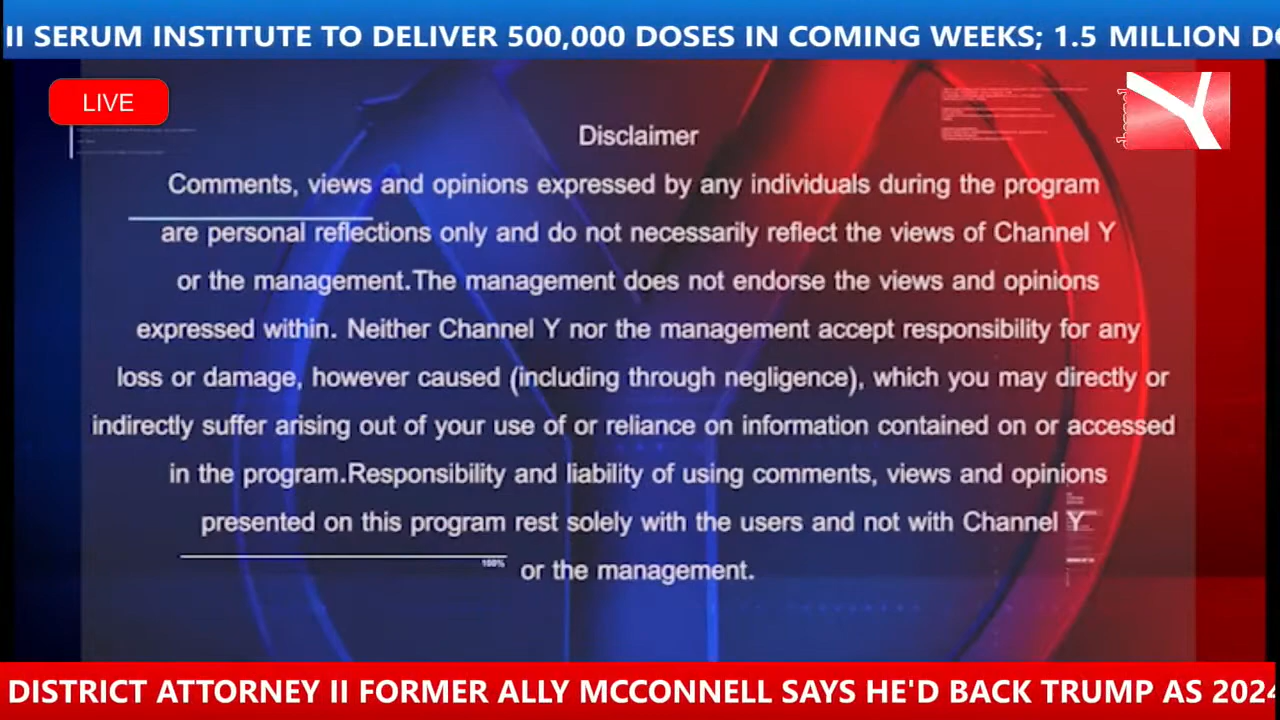 II SERUM INSTITUTE TO DELIVER 500,000 DOSES IN COMING WEEKS; 1.5 MILLION
LIVE
channel Y
Disclaimer
Comments, views and opinions expressed by any individuals during the program
are personal reflections only and do not necessarily reflect the views of Channel Y
or the management.The management does not endorse the views and opinions
expressed within. Neither Channel Y nor the management accept responsibility for any
loss or damage, however caused (including through negligence), which you may directly or
indirectly suffer arising out of your use of or reliance on information contained on or accessed
in the program.Responsibility and liability of using comments, views and opinions
presented on this program rest solely with the users and not with Channel Y
100%
or the management.
DISTRICT ATTORNEY II FORMER ALLY MCCONNELL SAYS HE'D BACK TRUMP AS 2024